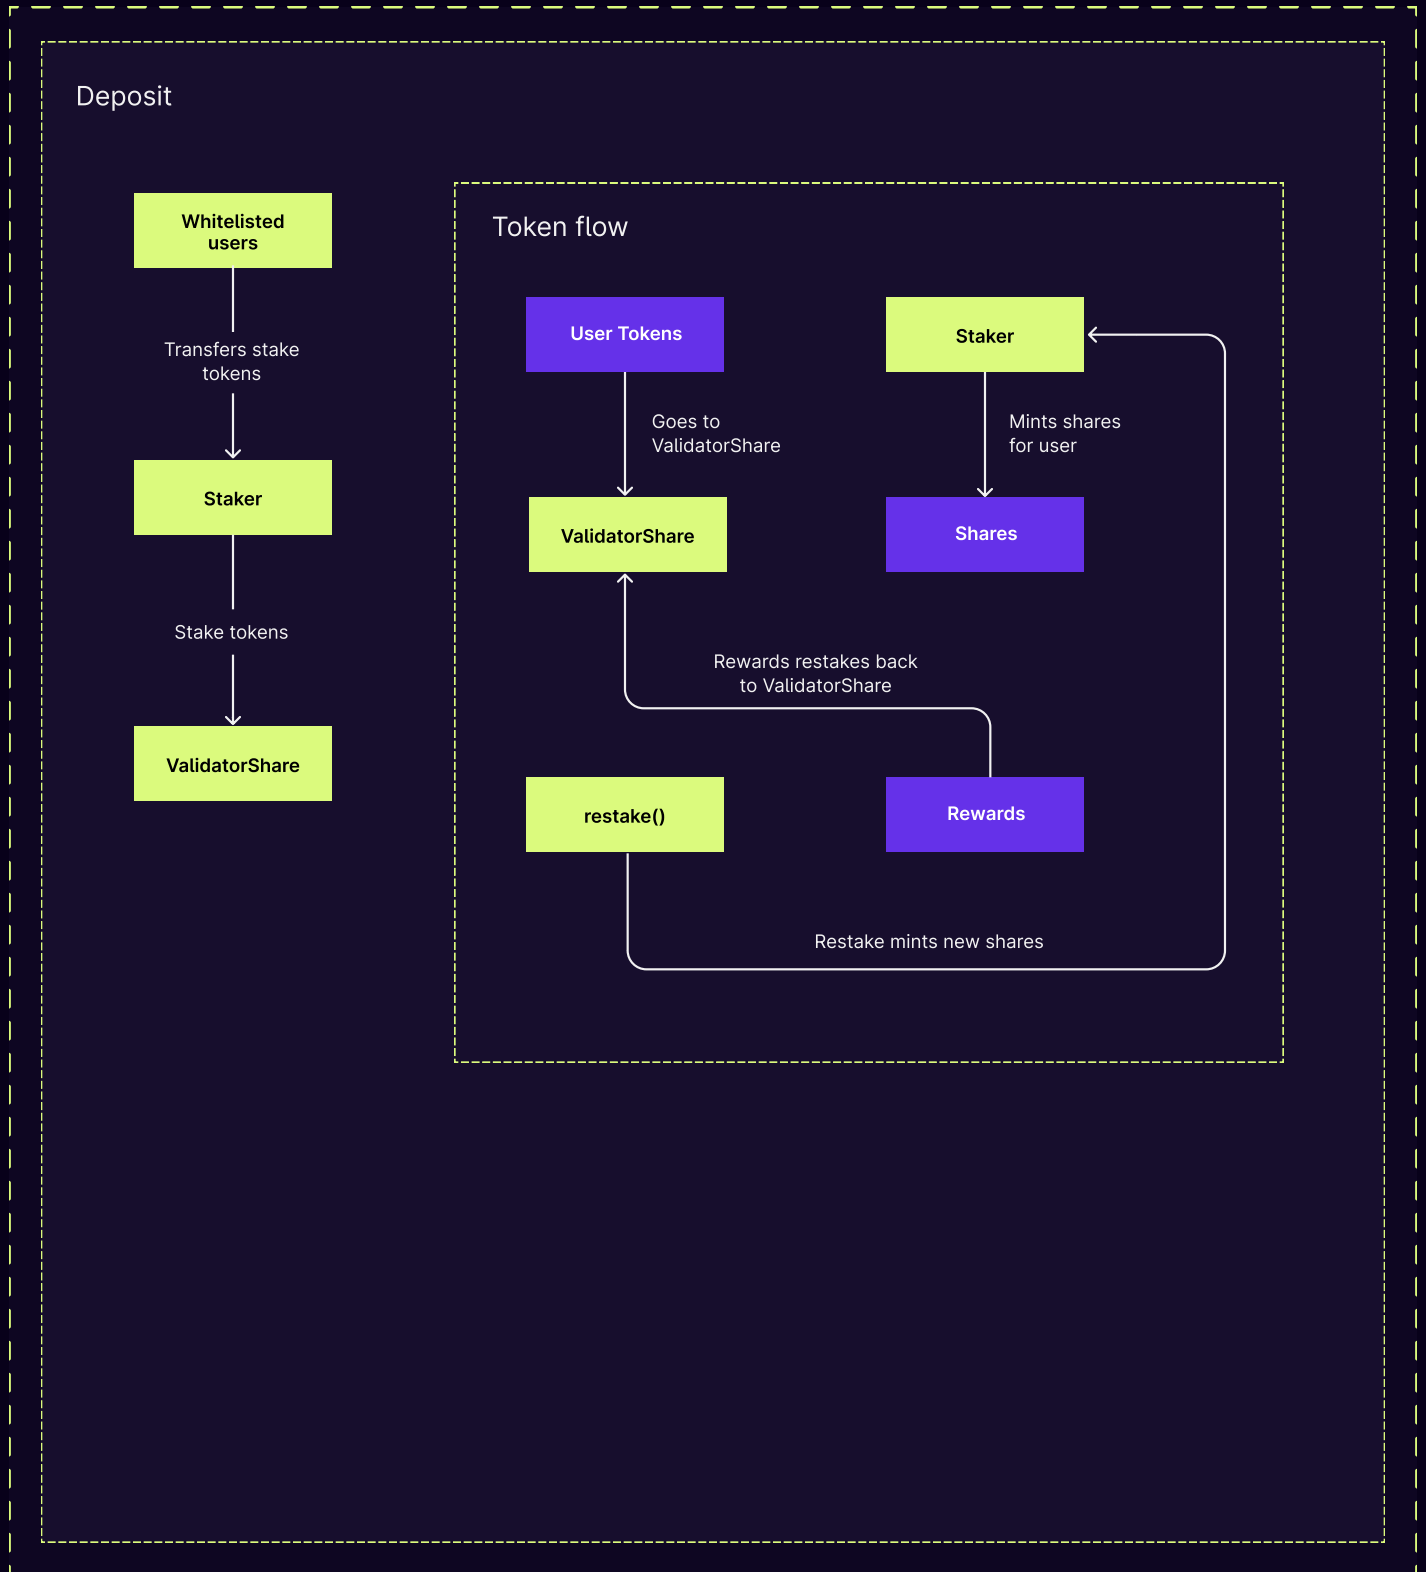 Deposit
Whitelisted
users
Transfers stake
tokens
Staker
Stake tokens
ValidatorShare
Token flow
User Tokens
Staker
Goes to
ValidatorShare
Mints shares
for user
ValidatorShare
Shares
Rewards restakes back
to ValidatorShare
restake()
Rewards
Restake mints new shares